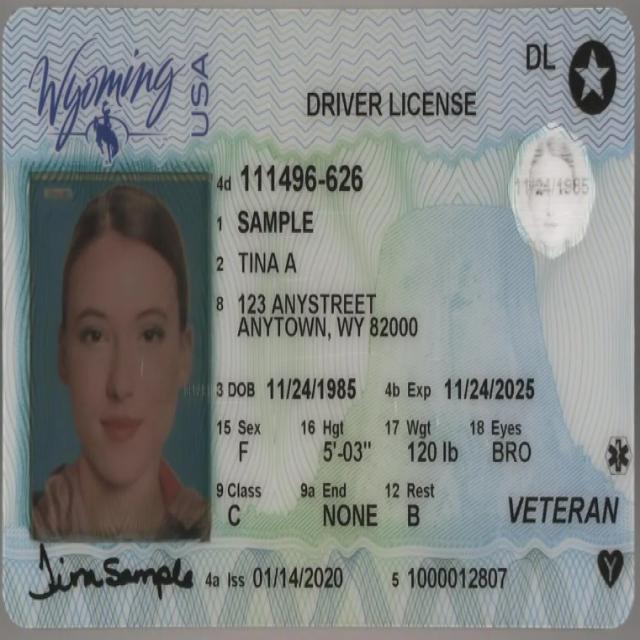 Wyoming USA
DRIVER LICENSE
DL
4d 111496-626
11/24/1985
1 SAMPLE
2 TINA A
8 123 ANYSTREET
ANYTOWN, WY 82000
3 DOB 11/24/1985 4b Exp 11/24/2025
15 Sex 16 Hgt 17 Wgt 18 Eyes
F 5'-03" 120 lb BRO
9 Class 9a End 12 Rest
C NONE B
VETERAN
Tina Sample
4a Iss 01/14/2020 5 1000012807
Y